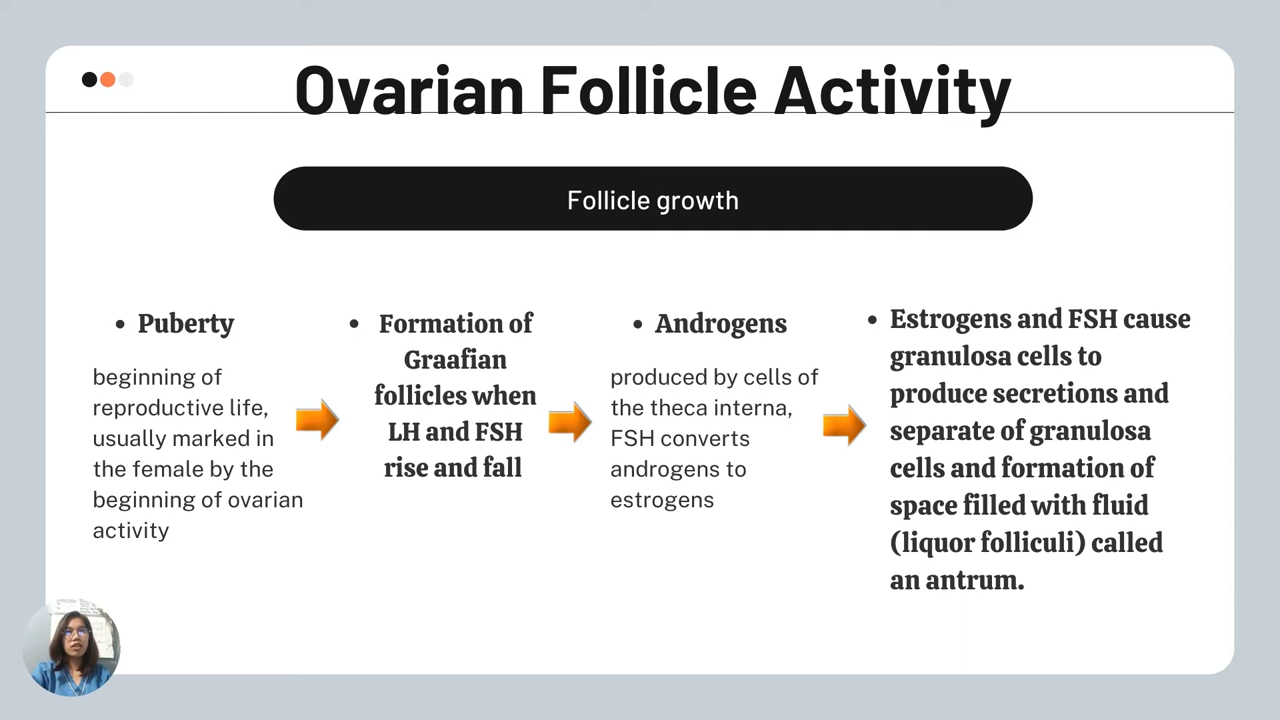 Ovarian Follicle Activity
Follicle growth
• Puberty
beginning of
reproductive life,
usually marked in
the female by the
beginning of ovarian
activity
• Formation of
Graafian
follicles when
LH and FSH
rise and fall
• Androgens
produced by cells of
the theca interna,
FSH converts
androgens to
estrogens
• Estrogens and FSH cause
granulosa cells to
produce secretions and
separate of granulosa
cells and formation of
space filled with fluid
(liquor folliculi) called
an antrum.